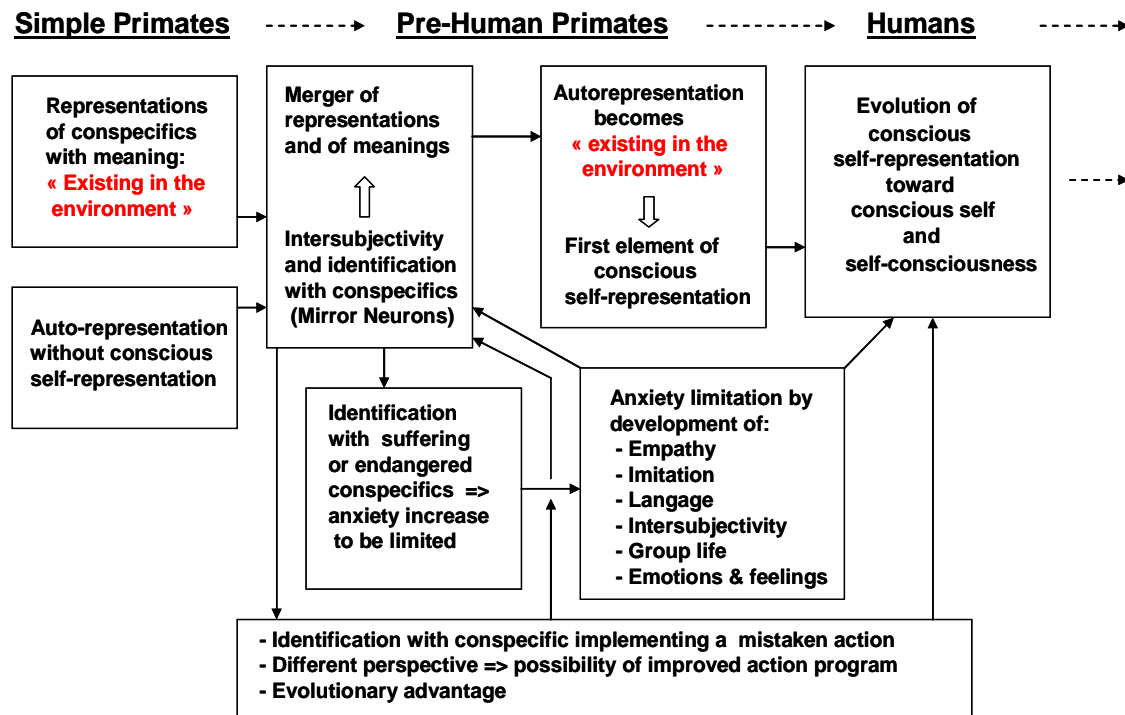 Simple Primates
Pre-Human Primates
Humans
Representations
of conspecifics
with meaning:
« Existing in the
environment »
Auto-representation
without conscious
self-representation
Merger of
representations
and of meanings
Intersubjectivity
and identification
with conspecifics
(Mirror Neurons)
Autorepresentation
becomes
« existing in the
environment »
First element of
conscious
self-representation
Evolution of
conscious
self-representation
toward
conscious self
and
self-consciousness
Identification
with suffering
or endangered
conspecifics =>
anxiety increase
to be limited
Anxiety limitation by
development of:
- Empathy
- Imitation
- Langage
- Intersubjectivity
- Group life
- Emotions & feelings
- Identification with conspecific implementing a mistaken action
- Different perspective => possibility of improved action program
- Evolutionary advantage